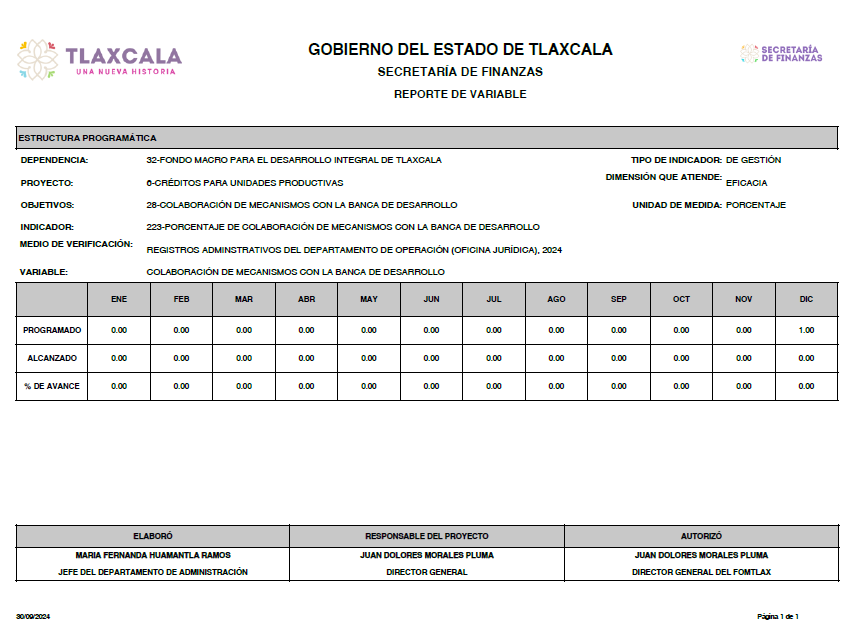 TLAXCALA
UNA NUEVA HISTORIA
GOBIERNO DEL ESTADO DE TLAXCALA
SECRETARÍA DE FINANZAS
REPORTE DE VARIABLE
SECRETARÍA
DE FINANZAS
ESTRUCTURA PROGRAMÁTICA
DEPENDENCIA: 32-FONDO MACRO PARA EL DESARROLLO INTEGRAL DE TLAXCALA TIPO DE INDICADOR: DE GESTIÓN
PROYECTO: 6-CRÉDITOS PARA UNIDADES PRODUCTIVAS DIMENSIÓN QUE ATIENDE: EFICACIA
OBJETIVOS: 28-COLABORACIÓN DE MECANISMOS CON LA BANCA DE DESARROLLO UNIDAD DE MEDIDA: PORCENTAJE
INDICADOR: 223-PORCENTAJE DE COLABORACIÓN DE MECANISMOS CON LA BANCA DE DESARROLLO
MEDIO DE VERIFICACIÓN: REGISTROS ADMINSTRATIVOS DEL DEPARTAMENTO DE OPERACIÓN (OFICINA JURÍDICA), 2024
VARIABLE: COLABORACIÓN DE MECANISMOS CON LA BANCA DE DESARROLLO
ENE FEB MAR ABR MAY JUN JUL AGO SEP OCT NOV DIC
PROGRAMADO 0.00 0.00 0.00 0.00 0.00 0.00 0.00 0.00 0.00 0.00 0.00 1.00
ALCANZADO 0.00 0.00 0.00 0.00 0.00 0.00 0.00 0.00 0.00 0.00 0.00 0.00
% DE AVANCE 0.00 0.00 0.00 0.00 0.00 0.00 0.00 0.00 0.00 0.00 0.00 0.00
ELABORÓ RESPONSABLE DEL PROYECTO AUTORIZÓ
MARIA FERNANDA HUAMANTLA RAMOS JUAN DOLORES MORALES PLUMA JUAN DOLORES MORALES PLUMA
JEFE DEL DEPARTAMENTO DE ADMINISTRACIÓN DIRECTOR GENERAL DIRECTOR GENERAL DEL FOMTLAX
30/09/2024 Página 1 de 1